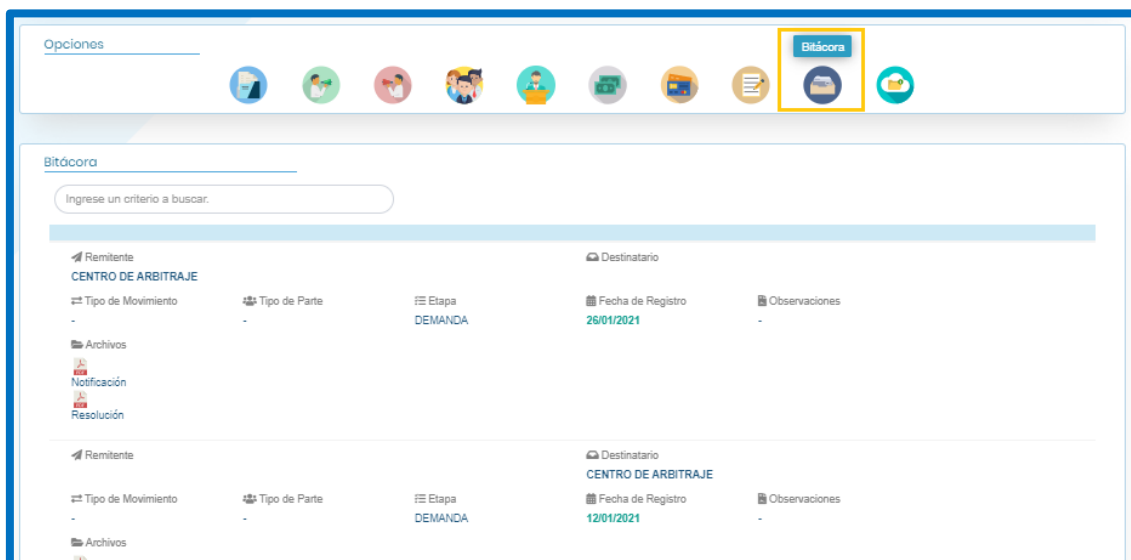 Opciones
Bitácora
Bitácora
Ingrese un criterio a buscar.
Remitente Destinatario
CENTRO DE ARBITRAJE
Tipo de Movimiento Tipo de Parte Etapa Fecha de Registro Observaciones
- - DEMANDA 26/01/2021 -
Archivos
PDF
Notificación
PDF
Resolución
Remitente Destinatario
CENTRO DE ARBITRAJE
Tipo de Movimiento Tipo de Parte Etapa Fecha de Registro Observaciones
- - DEMANDA 12/01/2021 -
Archivos